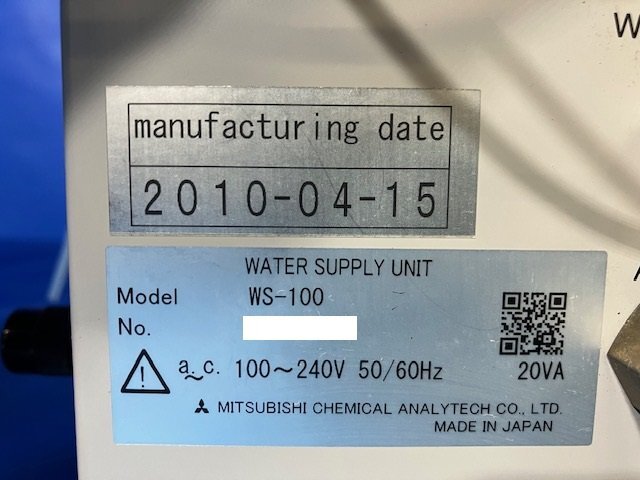 W
manufacturing date
2010-04-15
WATER SUPPLY UNIT
Model WS-100
No.
a.c. 100~240V 50/60Hz 20VA
MITSUBISHI CHEMICAL ANALYTECH CO., LTD.
MADE IN JAPAN